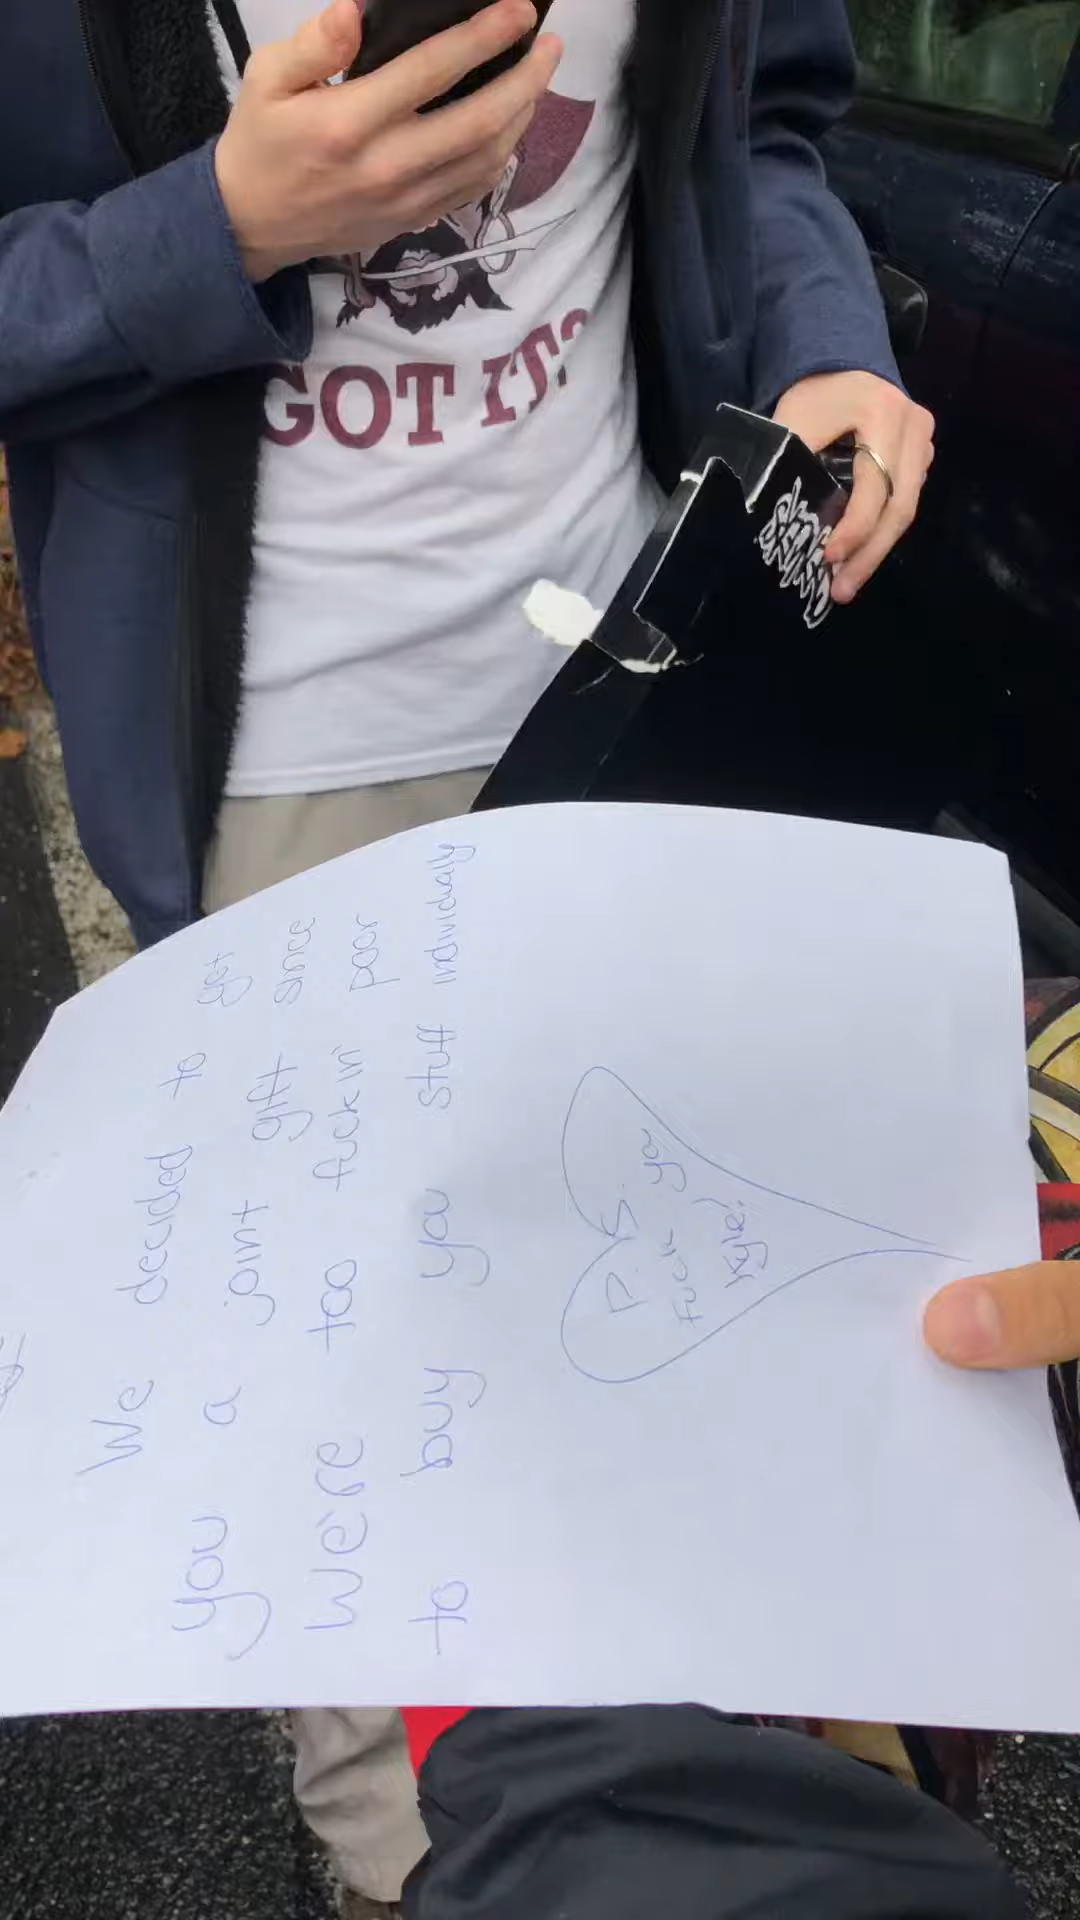 GOT IT?
We decided to get
you a joint gift since
We're too fuckin' poor
to buy you stuff individually
P.S.
Fuck ya
Kyle!